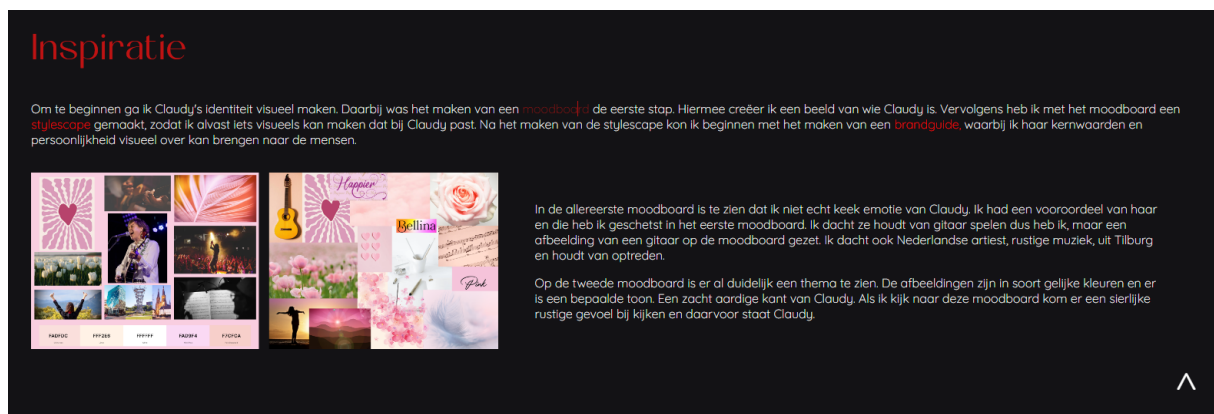 Inspiratie
Om te beginnen ga ik Claudy's identiteit visueel maken. Daarbij was het maken van een moodboard de eerste stap. Hiermee creëer ik een beeld van wie Claudy is. Vervolgens heb ik met het moodboard een
stylescape gemaakt, zodat ik alvast iets visueels kan maken dat bij Claudy past. Na het maken van de stylescape kon ik beginnen met het maken van een brandguide, waarbij ik haar kernwaarden en
persoonlijkheid visueel over kan brengen naar de mensen.
FADFDC FFF2E6 FFFFFF FAD9F4 F7CFCA
Happier
Bellina
Pink
In de allereerste moodboard is te zien dat ik niet echt keek emotie van Claudy. Ik had een vooroordeel van haar
en die heb ik geschetst in het eerste moodboard. Ik dacht ze houdt van gitaar spelen dus heb ik, maar een
afbeelding van een gitaar op de moodboard gezet. Ik dacht ook Nederlandse artiest, rustige muziek, uit Tilburg
en houdt van optreden.
Op de tweede moodboard is er al duidelijk een thema te zien. De afbeeldingen zijn in soort gelijke kleuren en er
is een bepaalde toon. Een zacht aardige kant van Claudy. Als ik kijk naar deze moodboard kom er een sierlijke
rustige gevoel bij kijken en daarvoor staat Claudy.